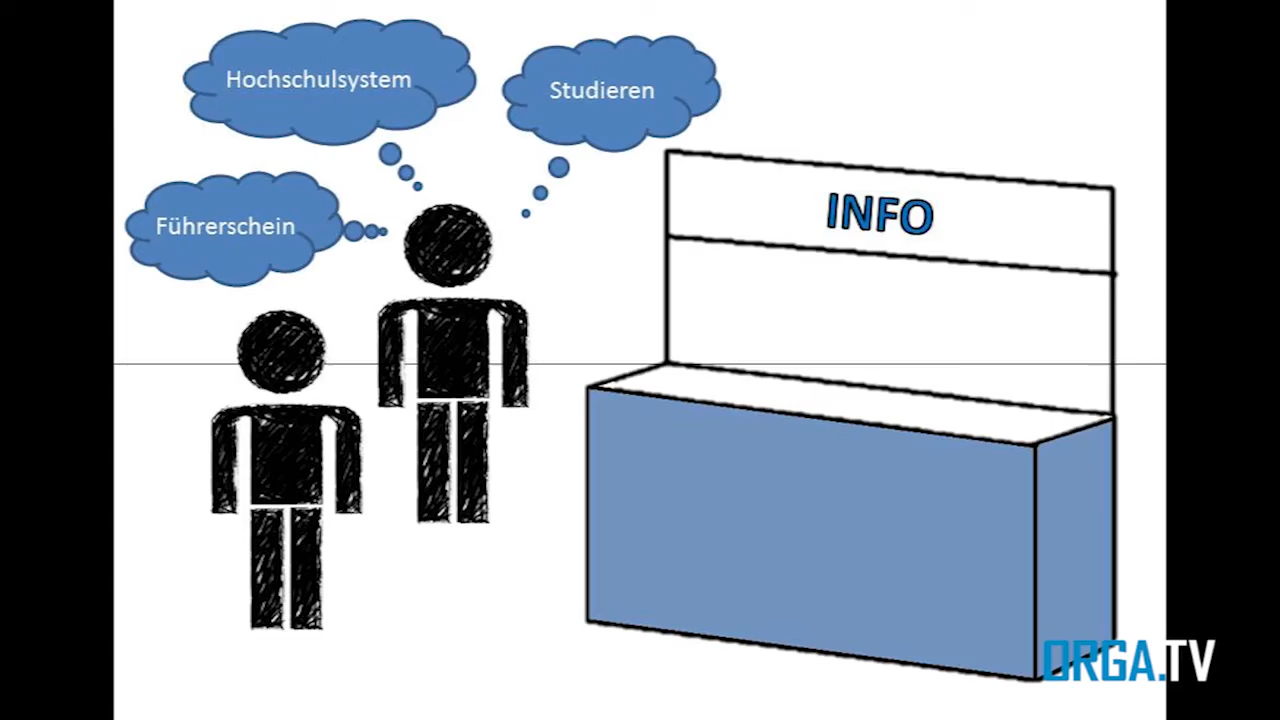 Hochschulsystem
Studieren
Führerschein
INFO
ORGA.TV